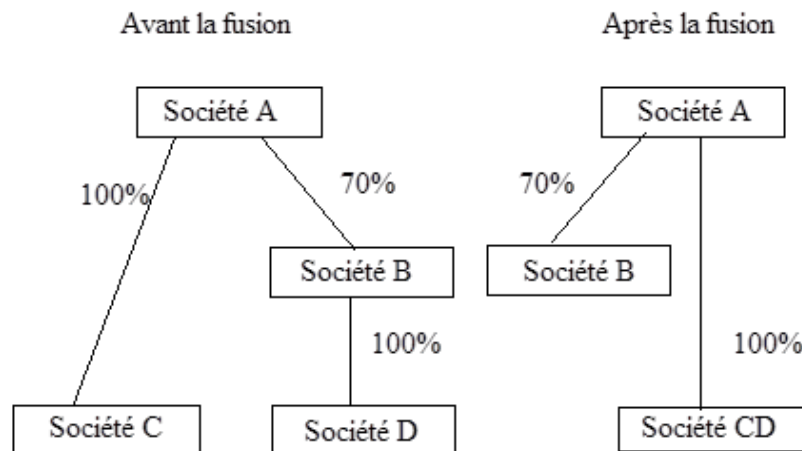 Avant la fusion
Après la fusion
Société A
Société A
100%
70%
70%
Société B
Société B
100%
100%
Société C
Société D
Société CD